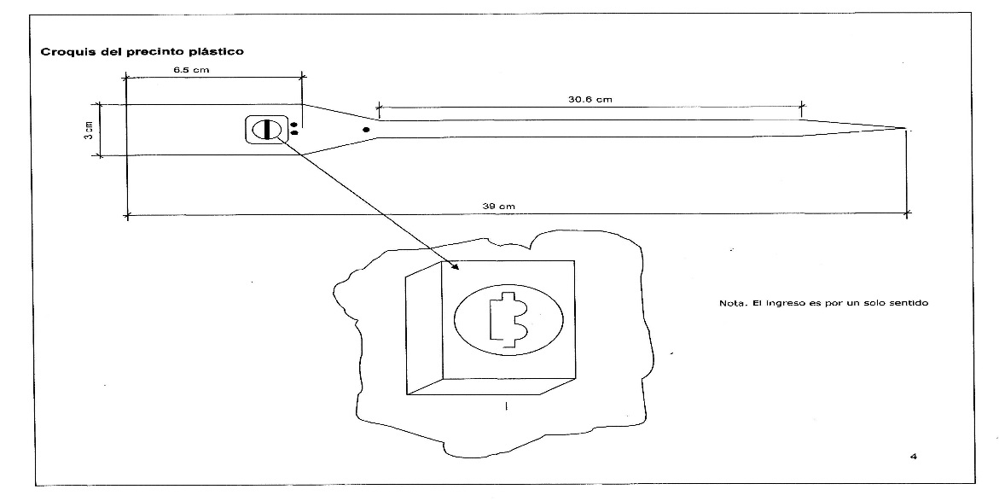 Croquis del precinto plástico
6.5 cm
30.6 cm
3 cm
39 cm
Nota. El ingreso es por un solo sentido
4